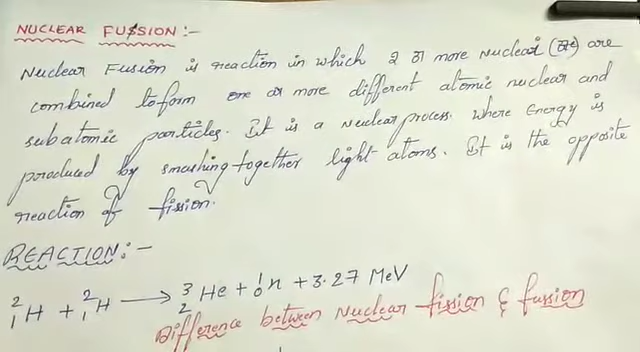 NUCLEAR FUSSION :-
Nuclear Fusion is reaction in which 2 or more Nuclei (are) are
combined to form one or more different atomic nuclear and
subatomic particles. It is a Nuclear process where Energy is
produced by smashing together light atoms. It is the opposite
reaction of fission.
REACTION :-
²₁H + ²₁H ⟶ ³₂He + ¹₀n + 3.27 MeV
Difference between Nuclear fission & fussion